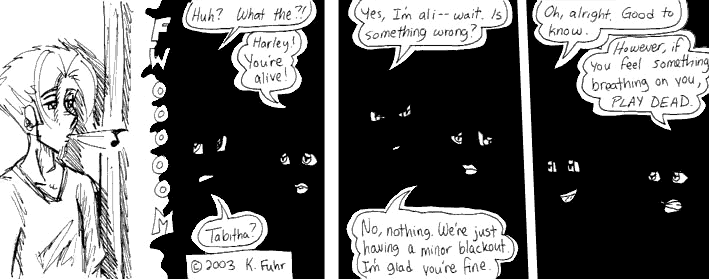 FWOOOOOM
Huh? What the?!
Harley!
You're
alive!
Tabitha?
© 2003 K. Fuhr
Yes, I'm ali-- wait. Is
something wrong?
No, nothing. We're just
having a minor blackout.
I'm glad you're fine.
Oh, alright. Good to
know.
However, if
you feel something
breathing on you,
PLAY DEAD.